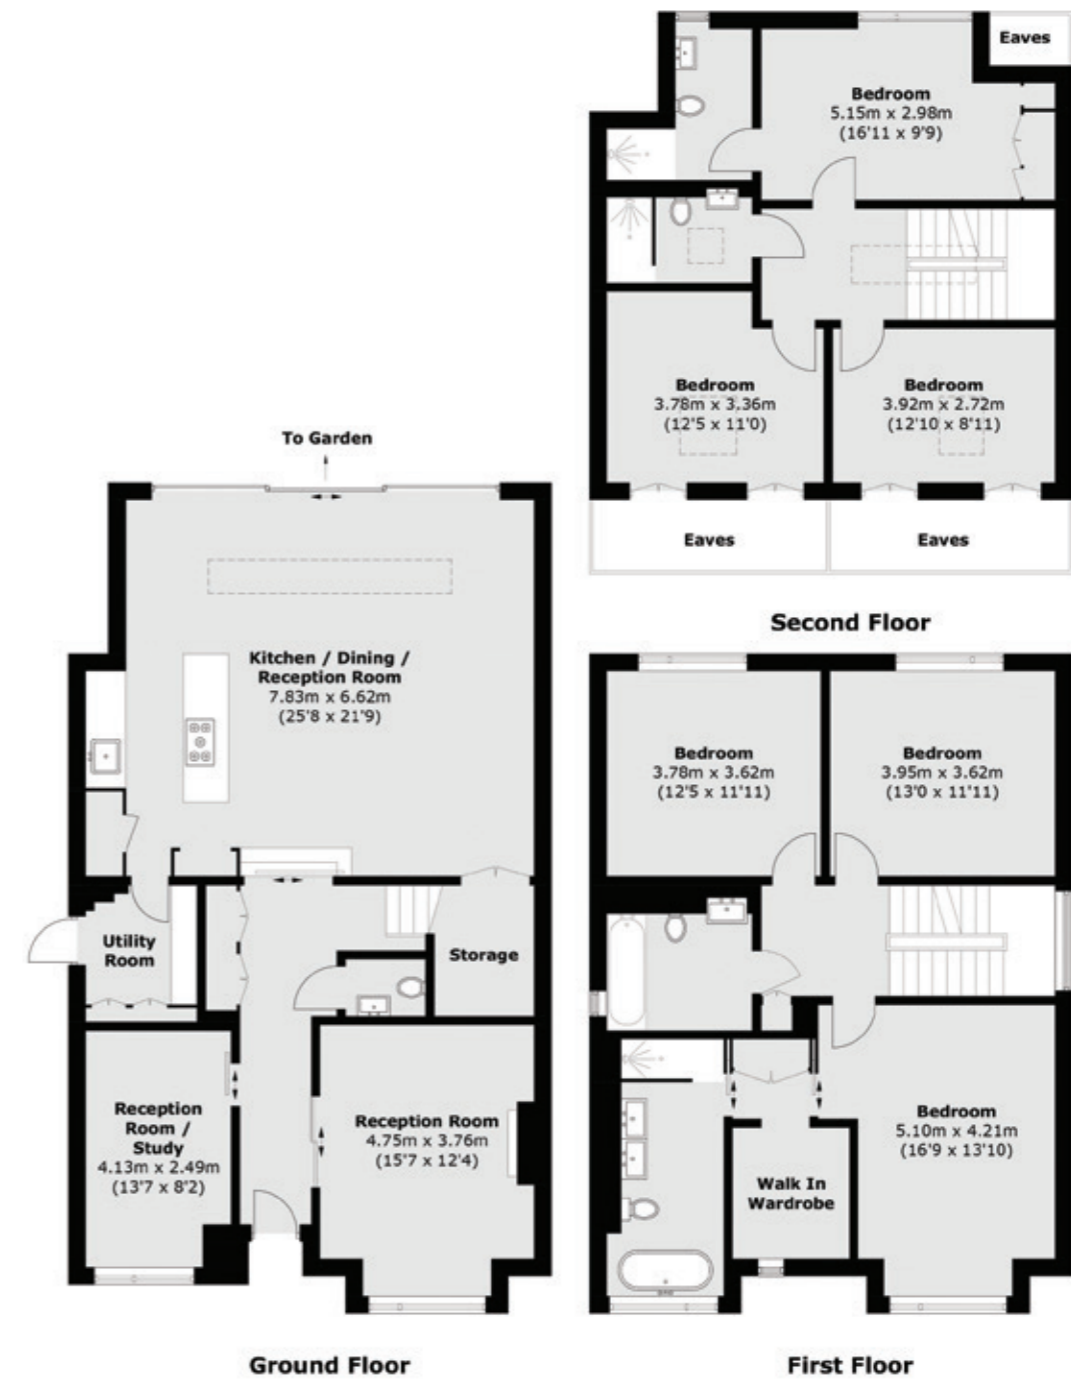 Eaves
Bedroom
5.15m x 2.98m
(16'11 x 9'9)
Bedroom
3.78m x 3.36m
(12'5 x 11'0)
Bedroom
3.92m x 2.72m
(12'10 x 8'11)
Eaves
Eaves
Second Floor
To Garden
Kitchen / Dining /
Reception Room
7.83m x 6.62m
(25'8 x 21'9)
Utility
Room
Storage
Reception
Room /
Study
4.13m x 2.49m
(13'7 x 8'2)
Reception Room
4.75m x 3.76m
(15'7 x 12'4)
Ground Floor
Bedroom
3.78m x 3.62m
(12'5 x 11'11)
Bedroom
3.95m x 3.62m
(13'0 x 11'11)
Bedroom
5.10m x 4.21m
(16'9 x 13'10)
Walk In
Wardrobe
First Floor